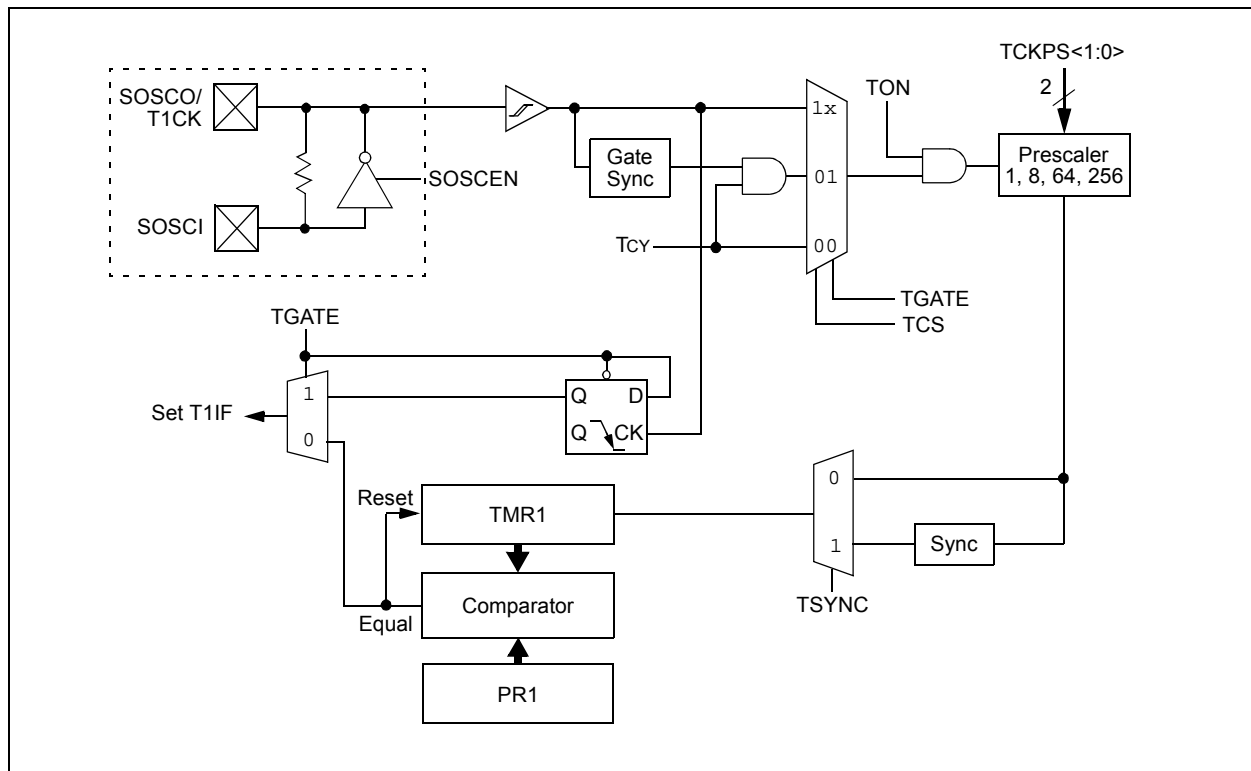 TCKPS<1:0>
2
SOSCO/
T1CK
TON
1x
Gate
Sync
Prescaler
1, 8, 64, 256
01
SOSCEN
SOSCI
TCY
00
TGATE
TCS
TGATE
1
Q D
Set T1IF
Q CK
0
Reset
TMR1
0
1
Sync
Comparator
TSYNC
Equal
PR1